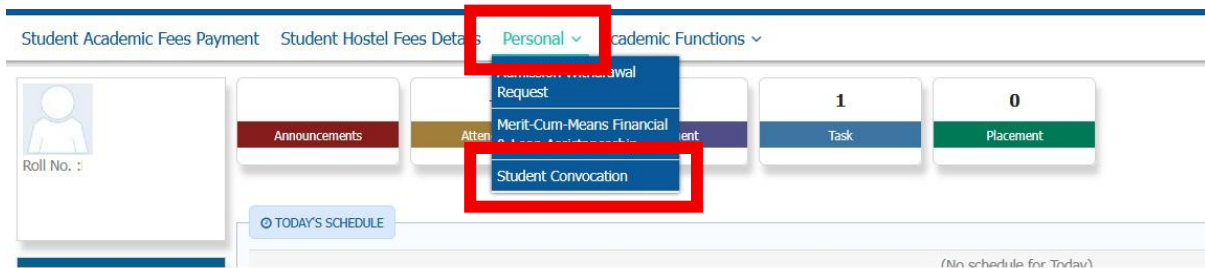 Student Academic Fees Payment Student Hostel Fees Details Personal Academic Functions
Admission Withdrawal
Request
Merit-Cum-Means Financial
Student Convocation
1
0
Announcements
Task
Placement
Roll No. :
TODAY'S SCHEDULE
(No schedule for Today)